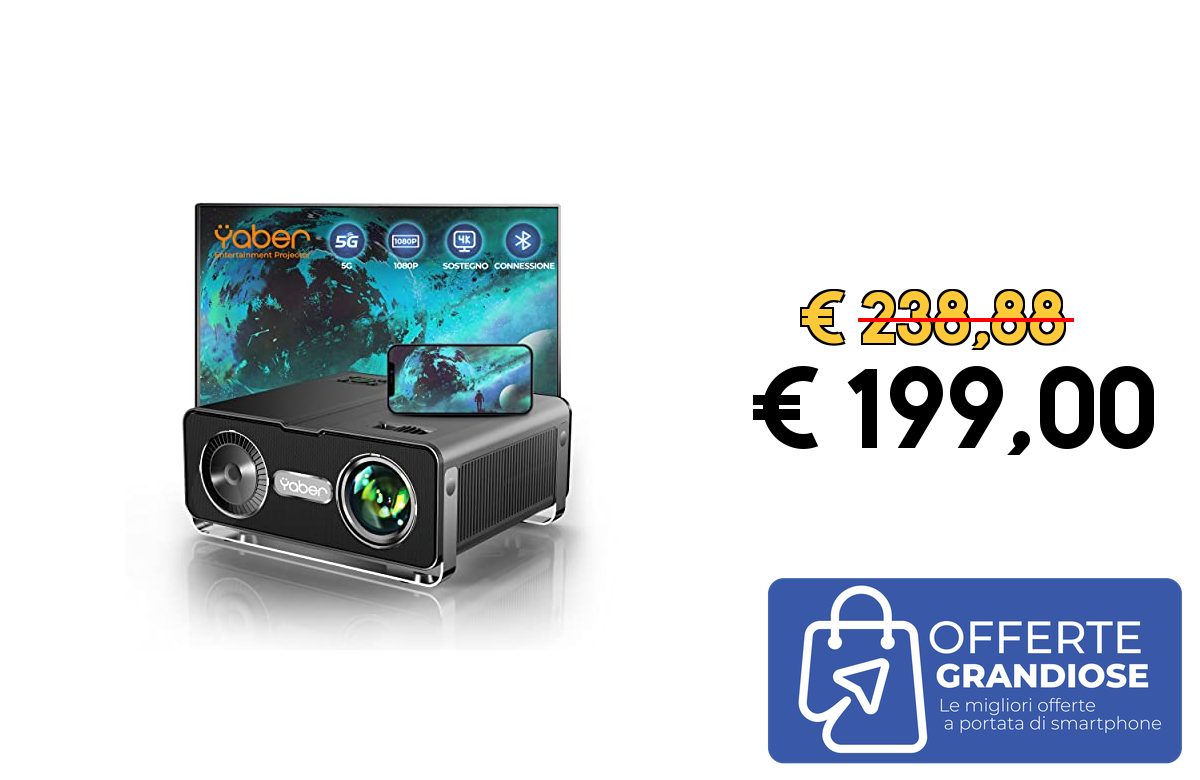 Yaber
Entertainment Projector
5G
1080P
4K
5G
1080P
SOSTEGNO
CONNESSIONE
Yaber
€ 238,88
€ 199,00
OFFERTE
GRANDIOSE
Le migliori offerte
a portata di smartphone